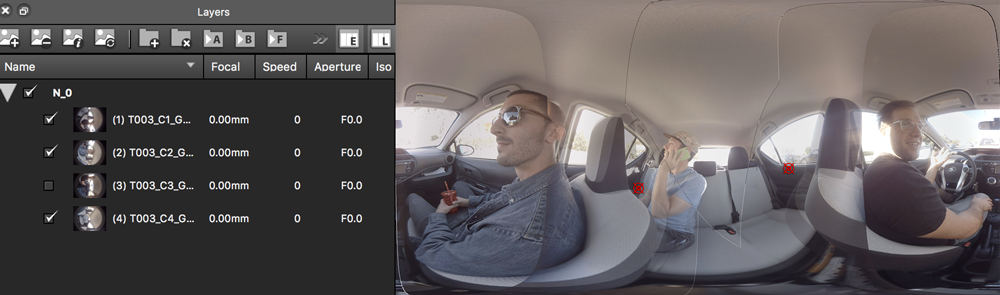 Layers
Name Focal Speed Aperture Iso
N_0
(1) T003_C1_G... 0.00mm 0 F0.0
(2) T003_C2_G... 0.00mm 0 F0.0
(3) T003_C3_G... 0.00mm 0 F0.0
(4) T003_C4_G... 0.00mm 0 F0.0
A B F E L